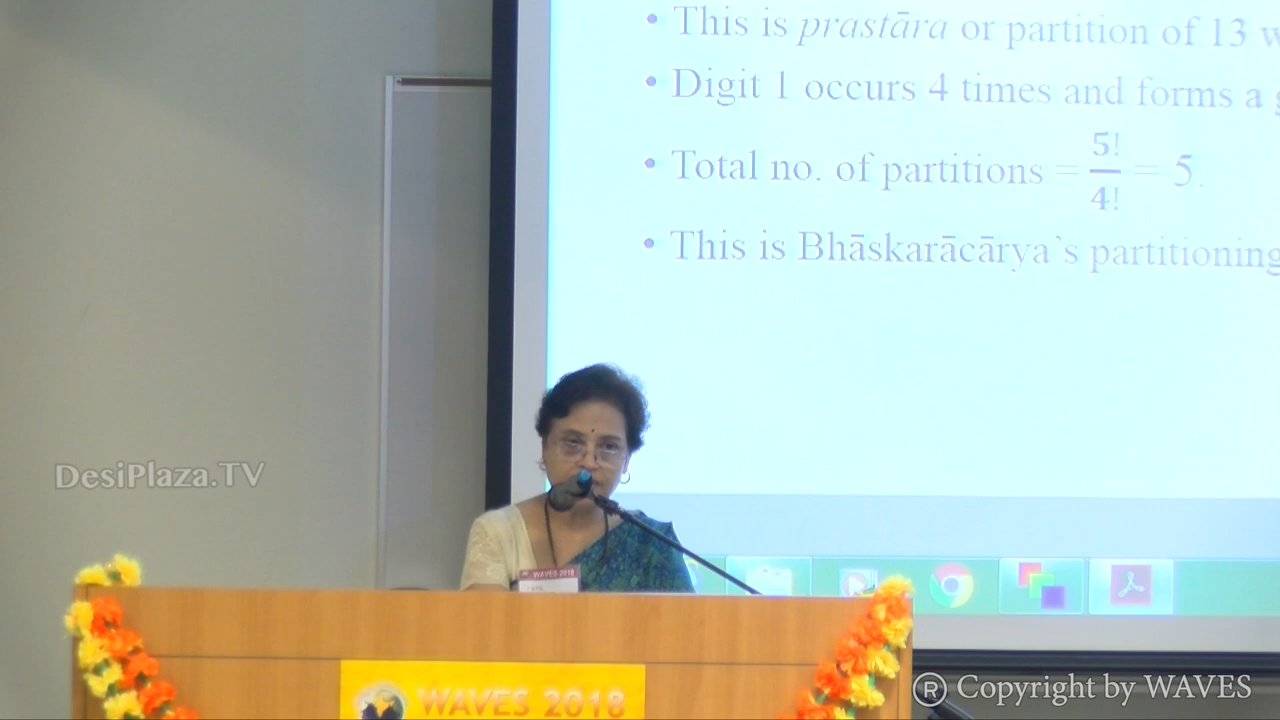 • This is prastāra or partition of 13
• Digit 1 occurs 4 times and forms a
• Total no. of partitions = 5!/4! = 5.
• This is Bhāskarācārya's partitioning
DesiPlaza.TV
WAVES 2018
WAVES 2018
® Copyright by WAVES